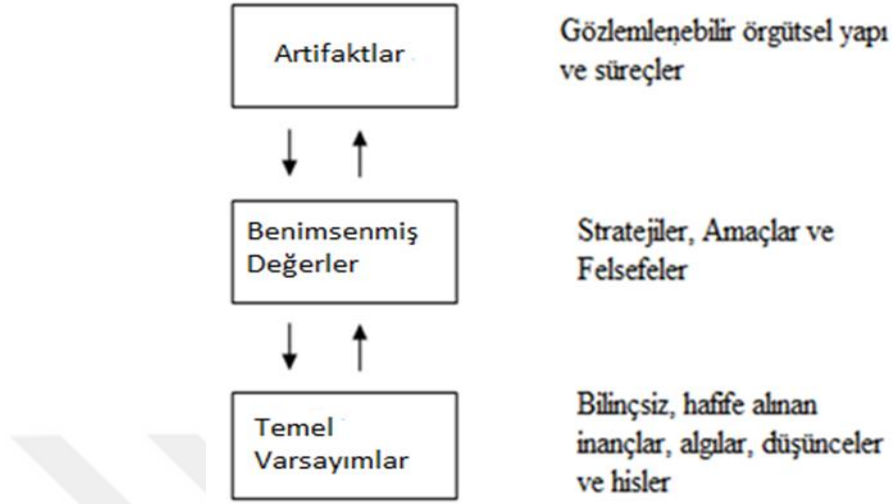 Artifaktlar
Gözlemlenebilir örgütsel yapı
ve süreçler
Benimsenmiş
Değerler
Stratejiler, Amaçlar ve
Felsefeler
Temel
Varsayımlar
Bilinçsiz, hafife alınan
inançlar, algılar, düşünceler
ve hisler